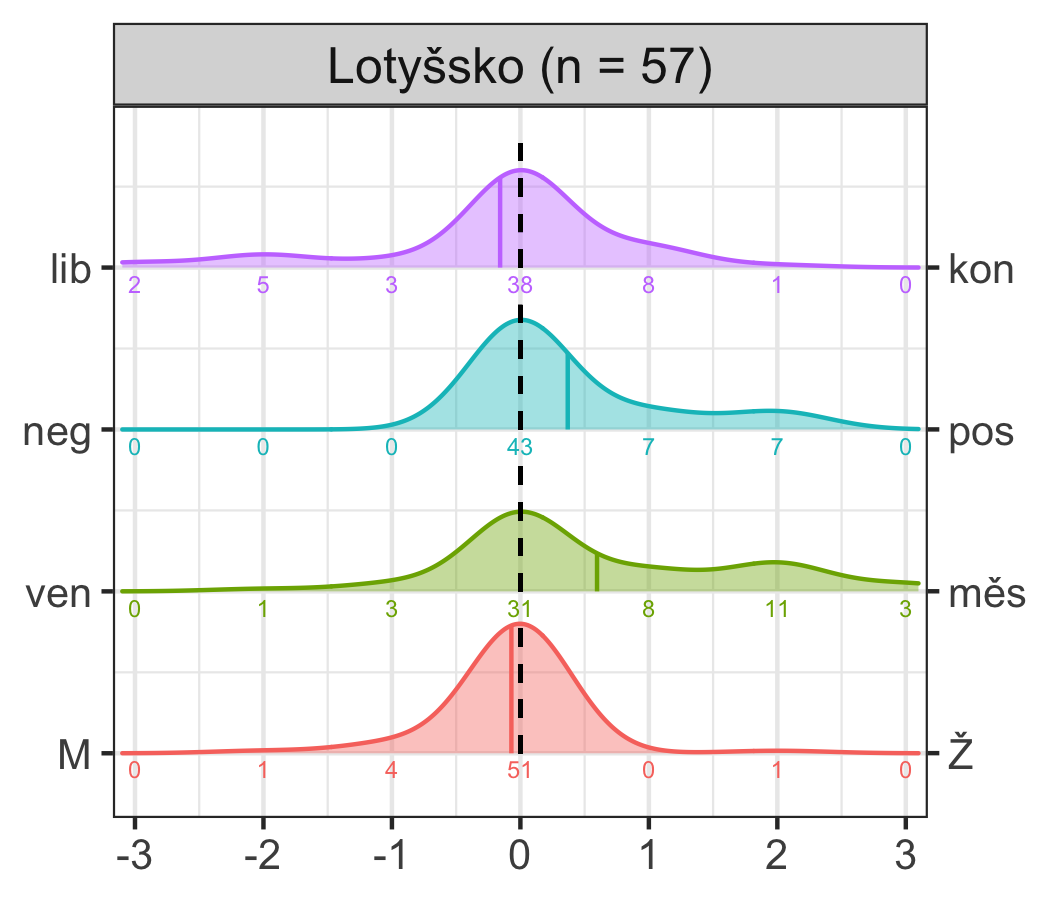 Lotyšsko (n = 57)
lib kon
2 5 3 38 8 1 0
neg pos
0 0 0 43 7 7 0
ven měs
0 1 3 31 8 11 3
M Ž
0 1 4 51 0 1 0
-3 -2 -1 0 1 2 3